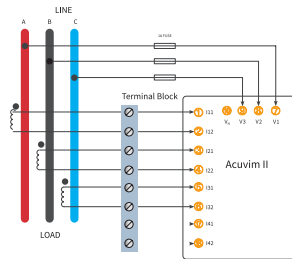 LINE
A B C
1A FUSE
Terminal Block
I11
I12
I21
I22
I31
I32
I41
I42
V3 V2 V1
Acuvim II
LOAD